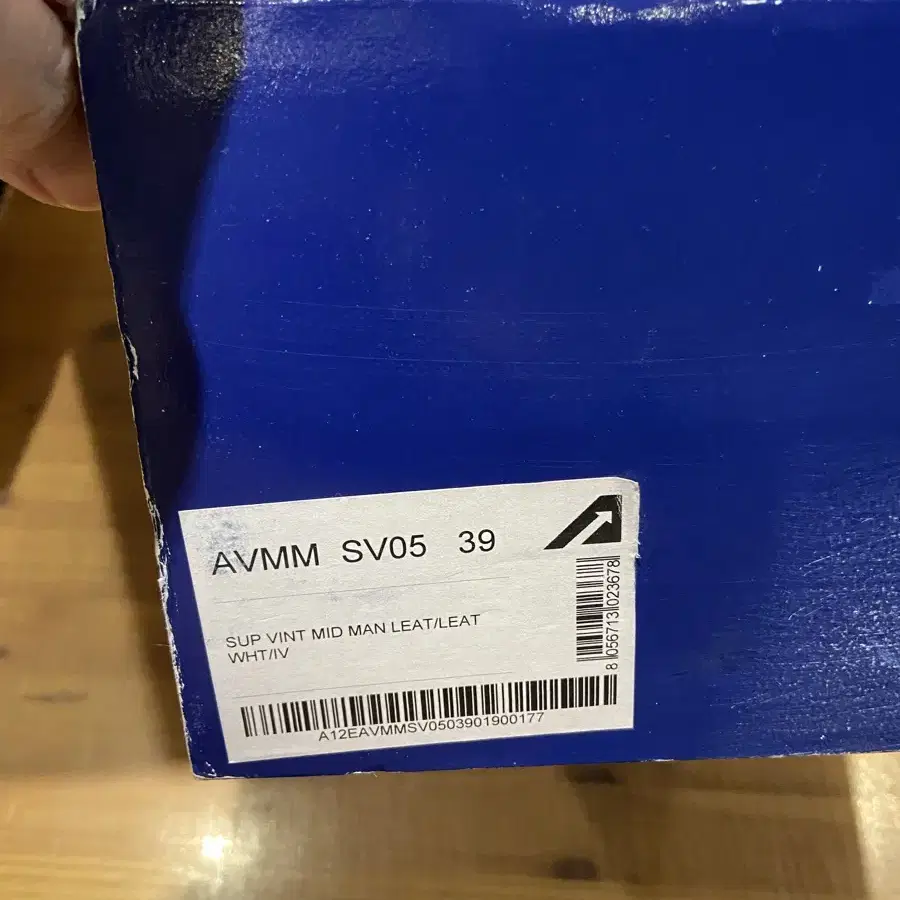 AVMM SV05 39
SUP VINT MID MAN LEAT/LEAT
WHT/IV
8 056713 023678
A12EAVMMSV0503901900177